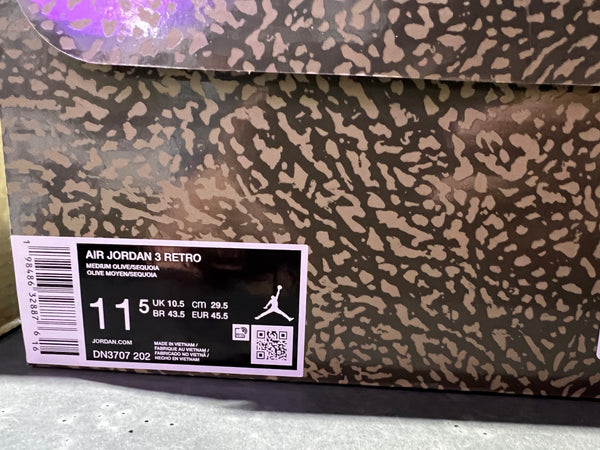 AIR JORDAN 3 RETRO
MEDIUM OLIVE/SEQUOIA
OLIVE MOYEN/SEQUOIA
11 5 UK 10.5 CM 29.5
BR 43.5 EUR 45.5
JORDAN.COM
DN3707 202
MADE IN VIETNAM /
FABRIQUE AU VIETNAM /
FABRICADO NO VIETNÃ /
HECHO EN VIETNAM
1 98486 32887 6 16